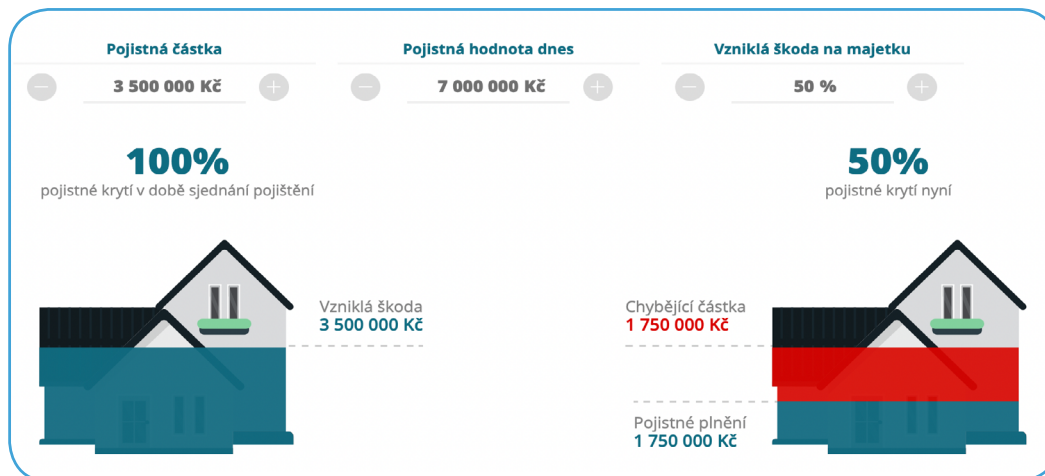 Pojistná částka
Pojistná hodnota dnes
Vzniklá škoda na majetku
3 500 000 Kč
7 000 000 Kč
50 %
100%
pojistné krytí v době sjednání pojištění
50%
pojistné krytí nyní
Vzniklá škoda
3 500 000 Kč
Chybějící částka
1 750 000 Kč
Pojistné plnění
1 750 000 Kč